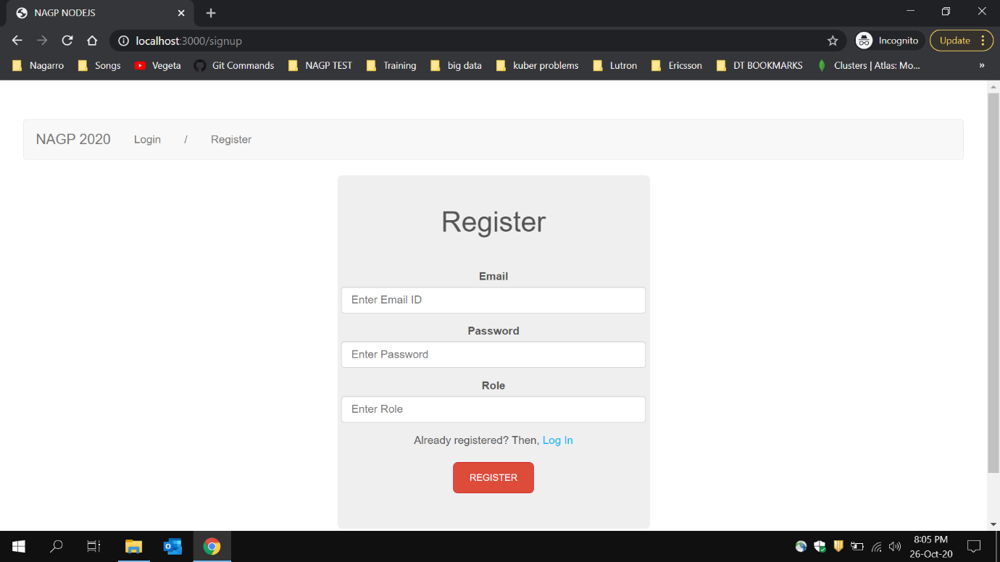 NAGP NODEJS
localhost:3000/signup
Incognito
Update
Nagarro
Songs
Vegeta
Git Commands
NAGP TEST
Training
big data
kuber problems
Lutron
Ericsson
DT BOOKMARKS
Clusters | Atlas: Mo...
»
NAGP 2020 Login / Register
Register
Email
Enter Email ID
Password
Enter Password
Role
Enter Role
Already registered? Then, Log In
REGISTER
8:05 PM
26-Oct-20